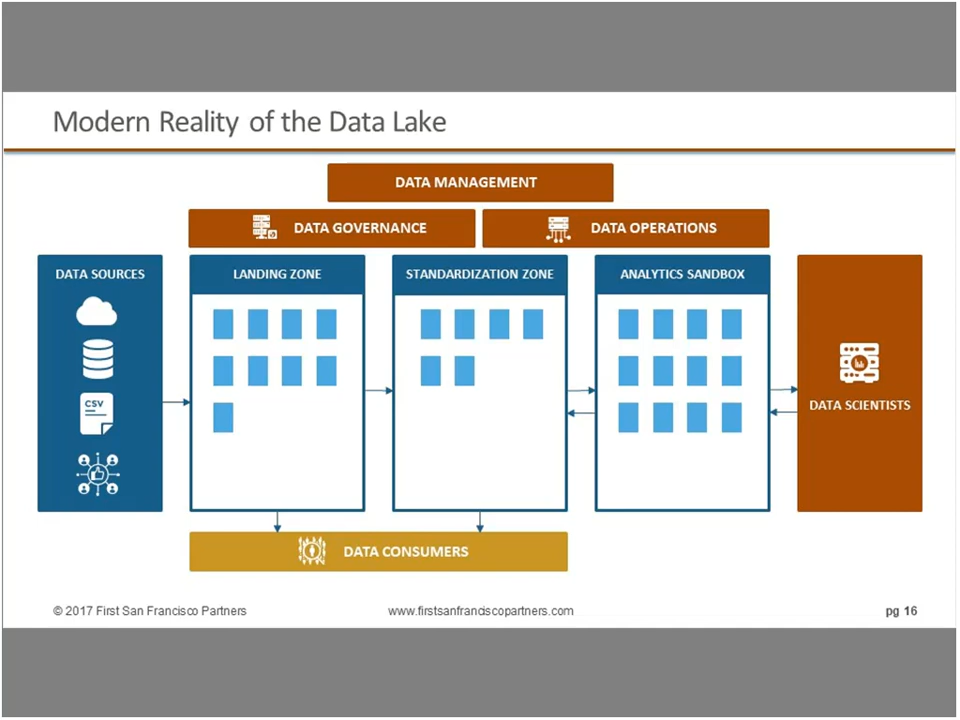 Modern Reality of the Data Lake
DATA MANAGEMENT
DATA GOVERNANCE
DATA OPERATIONS
DATA SOURCES
LANDING ZONE
STANDARDIZATION ZONE
ANALYTICS SANDBOX
CSV
DATA SCIENTISTS
DATA CONSUMERS
© 2017 First San Francisco Partners
www.firstsanfranciscopartners.com
pg 16